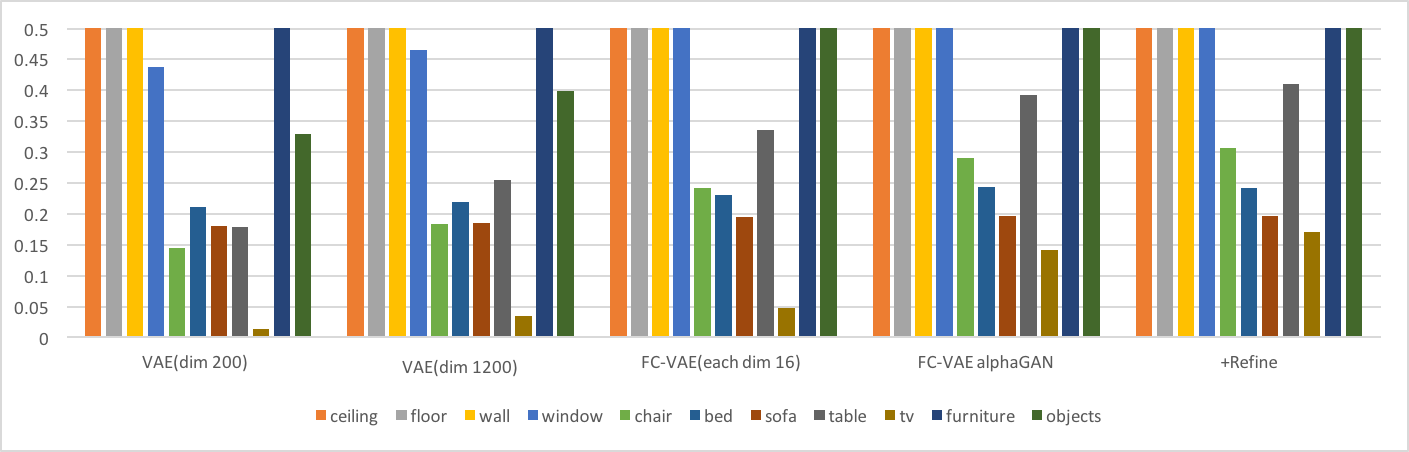 0.5
0.45
0.4
0.35
0.3
0.25
0.2
0.15
0.1
0.05
0
VAE(dim 200)
VAE(dim 1200)
FC-VAE(each dim 16)
FC-VAE alphaGAN
+Refine
ceiling floor wall window chair bed sofa table tv furniture objects